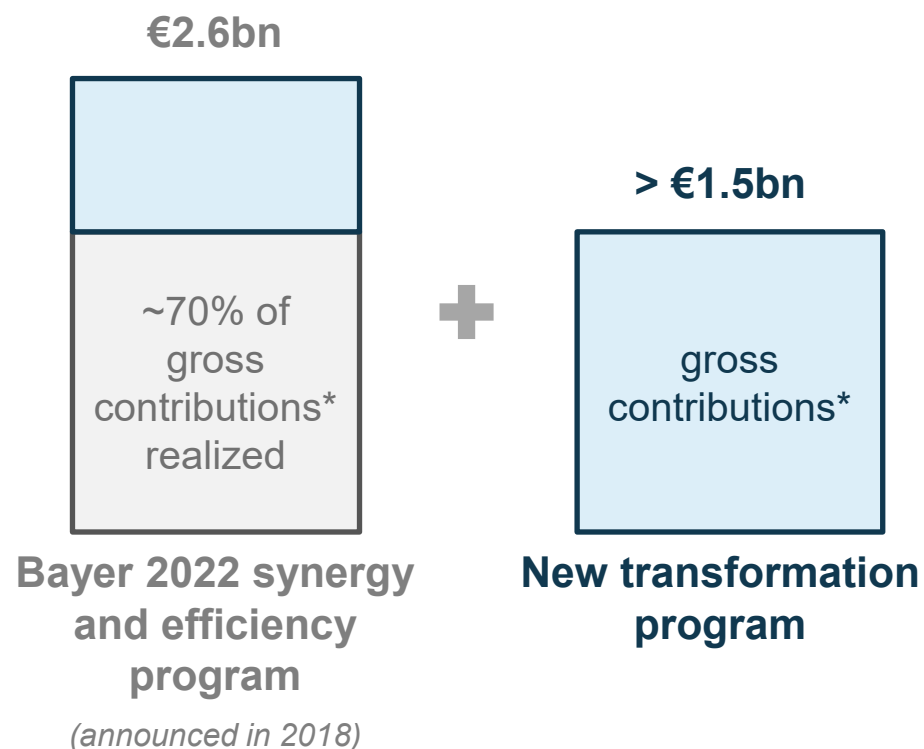 €2.6bn
~70% of
gross
contributions*
realized
Bayer 2022 synergy
and efficiency
program
(announced in 2018)
> €1.5bn
gross
contributions*
New transformation
program